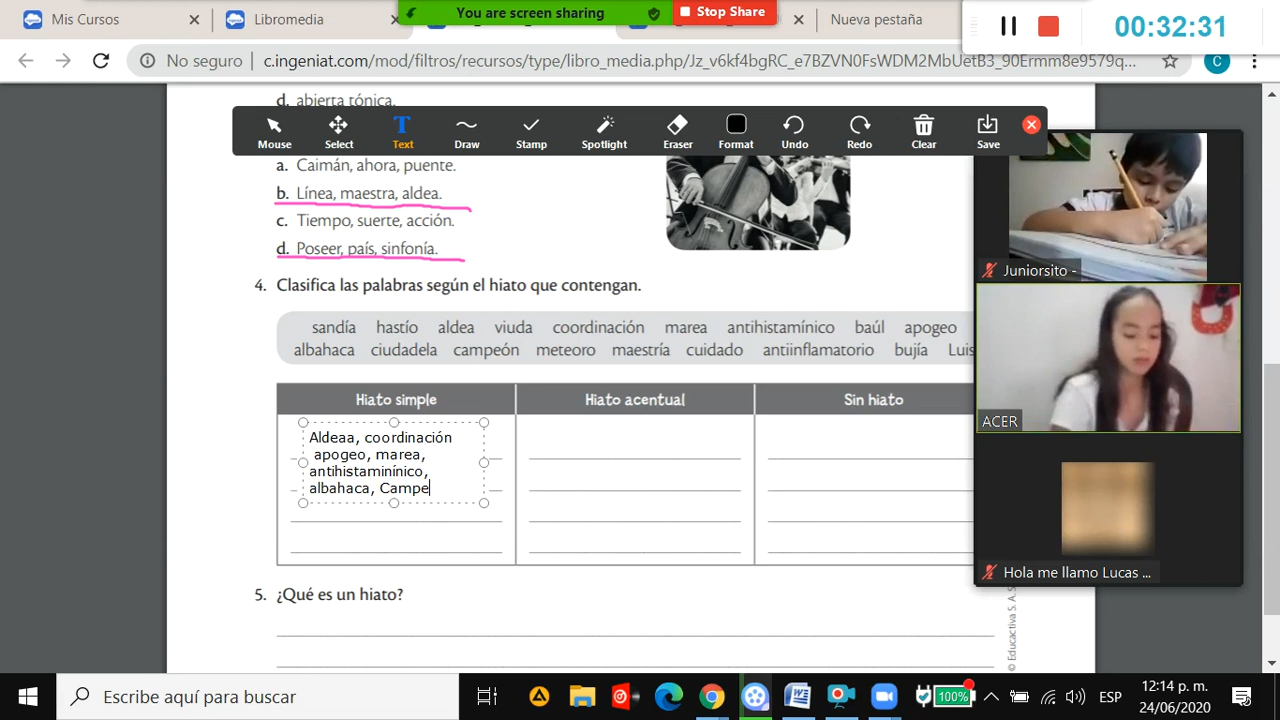 Mis Cursos
Libromedia
You are screen sharing
Stop Share
Nueva pestaña
00:32:31
No seguro
c.ingeniat.com/mod/filtros/recursos/type/libro_media.php/Jz_v6kf4bgRC_e7BZVN0FsWDM2MbUetB3_90Ermm8e9579q...
C
d. abierta tónica.
Mouse
Select
Text
Draw
Stamp
Spotlight
Eraser
Format
Undo
Redo
Clear
Save
a. Caimán, ahora, puente.
b. Línea, maestra, aldea.
c. Tiempo, suerte, acción.
d. Poseer, país, sinfonía.
Juniorsito -
4. Clasifica las palabras según el hiato que contengan.
sandía hastío aldea viuda coordinación marea antihistamínico baúl apogeo
albahaca ciudadela campeón meteoro maestría cuidado antiinflamatorio bujía Luis
Hiato simple
Hiato acentual
Sin hiato
ACER
Aldeaa, coordinación
apogeo, marea,
antihistaminínico,
albahaca, Campe
Hola me llamo Lucas ...
5. ¿Qué es un hiato?
© Educactiva S. A. S
Escribe aquí para buscar
100%
ESP
12:14 p. m.
24/06/2020